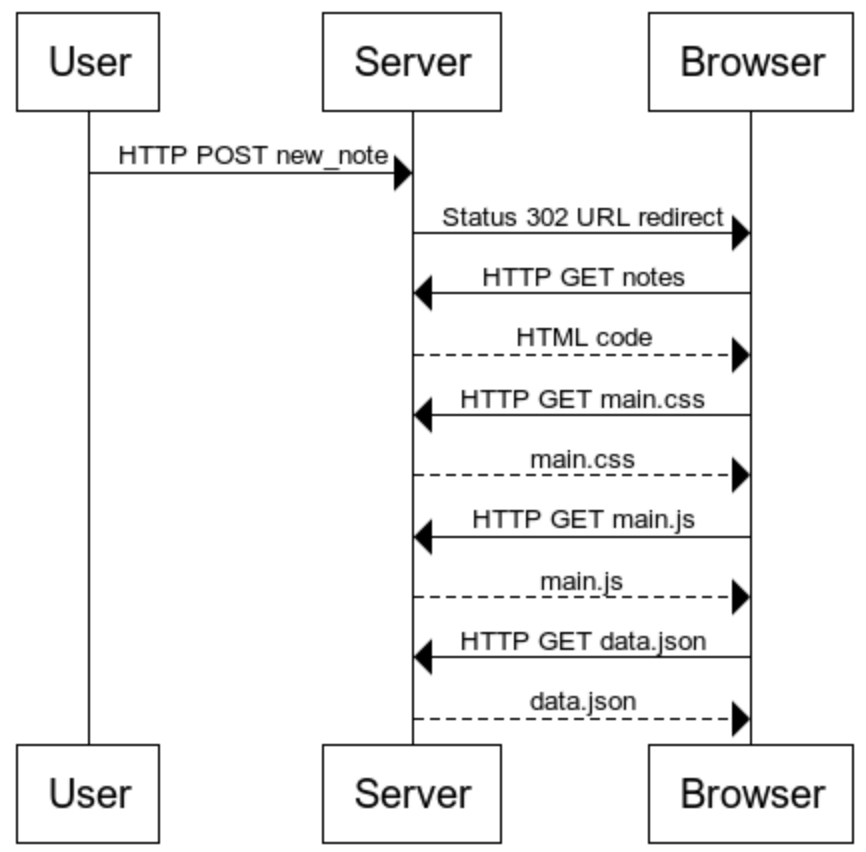 User
Server
Browser
HTTP POST new_note
Status 302 URL redirect
HTTP GET notes
HTML code
HTTP GET main.css
main.css
HTTP GET main.js
main.js
HTTP GET data.json
data.json
User
Server
Browser